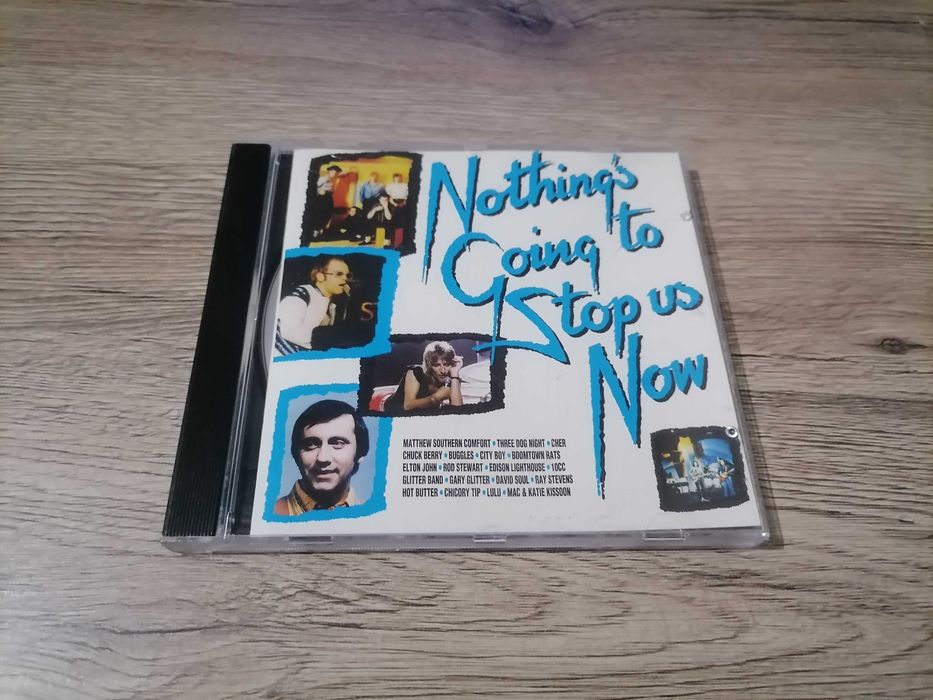 Nothing's
Going to
Stop us
Now
MATTHEW SOUTHERN COMFORT • THREE DOG NIGHT • CHER
CHUCK BERRY • BUGGLES • CITY BOY • BOOMTOWN RATS
ELTON JOHN • ROD STEWART • EDISON LIGHTHOUSE • 10CC
GLITTER BAND • GARY GLITTER • DAVID SOUL • RAY STEVENS
HOT BUTTER • CHICORY TIP • LULU • MAC & KATIE KISSOON